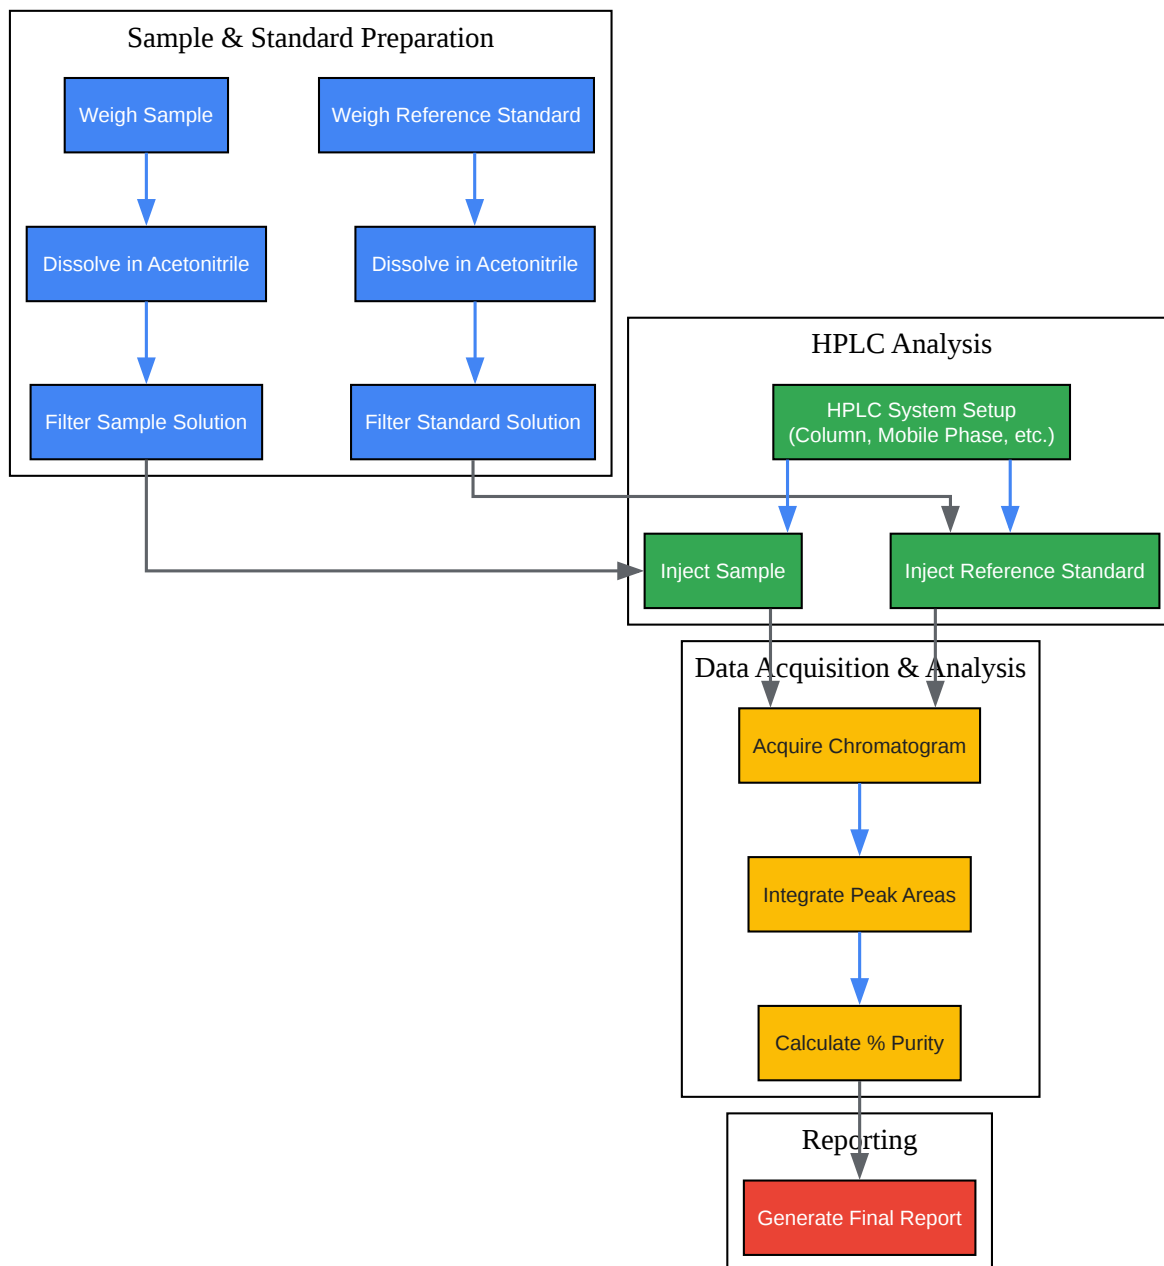 Sample & Standard Preparation
Weigh Sample
Weigh Reference Standard
Dissolve in Acetonitrile
Dissolve in Acetonitrile
Filter Sample Solution
Filter Standard Solution
HPLC Analysis
HPLC System Setup
(Column, Mobile Phase, etc.)
Inject Sample
Inject Reference Standard
Data Acquisition & Analysis
Acquire Chromatogram
Integrate Peak Areas
Calculate % Purity
Reporting
Generate Final Report